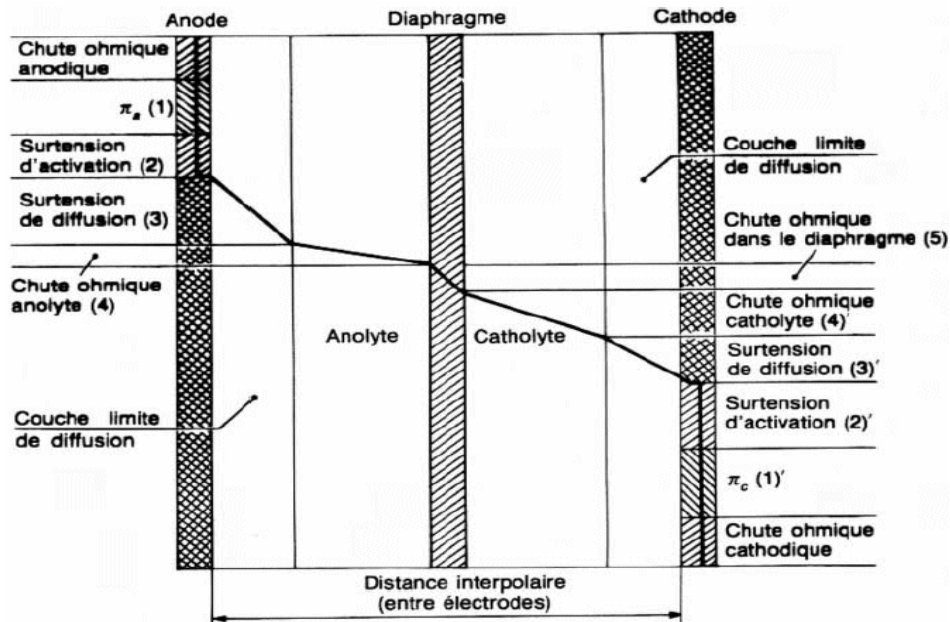 Anode
Diaphragme
Cathode
Chute ohmique
anodique
πa (1)
Surtension
d'activation (2)
Surtension
de diffusion (3)
Chute ohmique
anolyte (4)
Couche limite
de diffusion
Anolyte
Catholyte
Couche limite
de diffusion
Chute ohmique
dans le diaphragme (5)
Chute ohmique
catholyte (4)'
Surtension
de diffusion (3)'
Surtension
d'activation (2)'
πc (1)'
Chute ohmique
cathodique
Distance interpolaire
(entre électrodes)